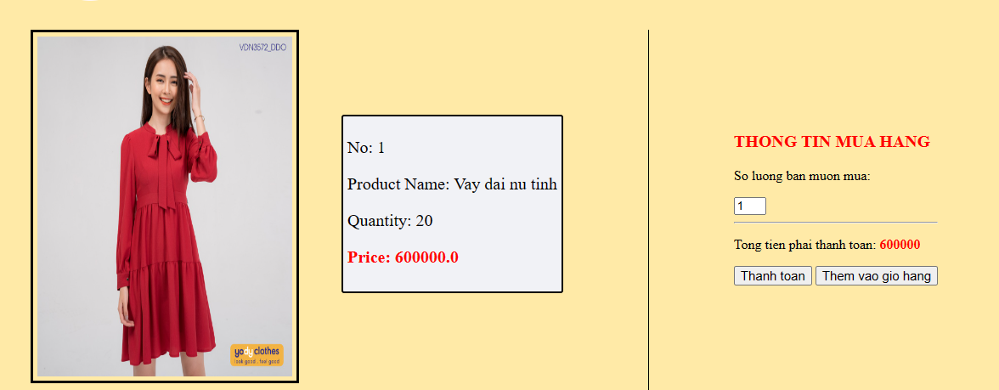 VDN3572_DDO
yody clothes
look good . feel good
No: 1
Product Name: Vay dai nu tinh
Quantity: 20
Price: 600000.0
THONG TIN MUA HANG
So luong ban muon mua:
1
Tong tien phai thanh toan: 600000
Thanh toan Them vao gio hang